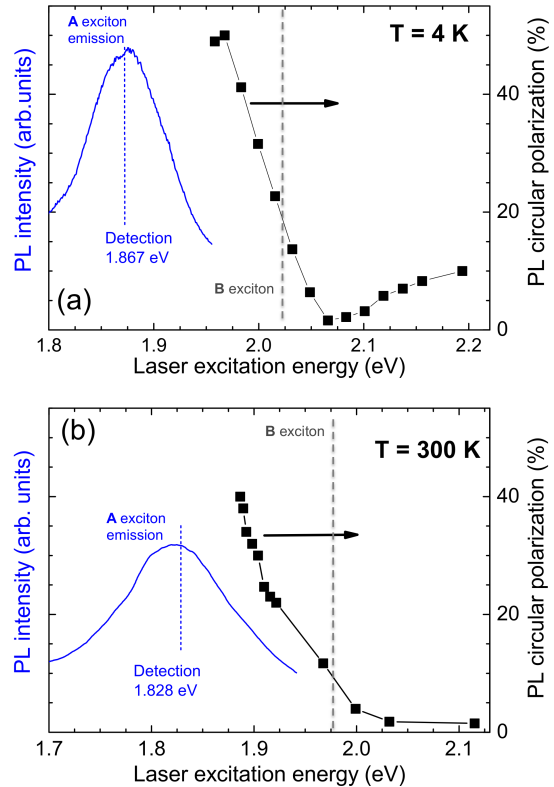 A exciton
emission
T = 4 K
PL intensity (arb.units)
Detection
1.867 eV
B exciton
(a)
40
20
0
PL circular polarization (%)
1.8 1.9 2.0 2.1 2.2
Laser excitation energy (eV)
(b)
B exciton
T = 300 K
PL intensity (arb. units)
A exciton
emission
Detection
1.828 eV
40
20
0
PL circular polarization (%)
1.7 1.8 1.9 2.0 2.1
Laser excitation energy (eV)